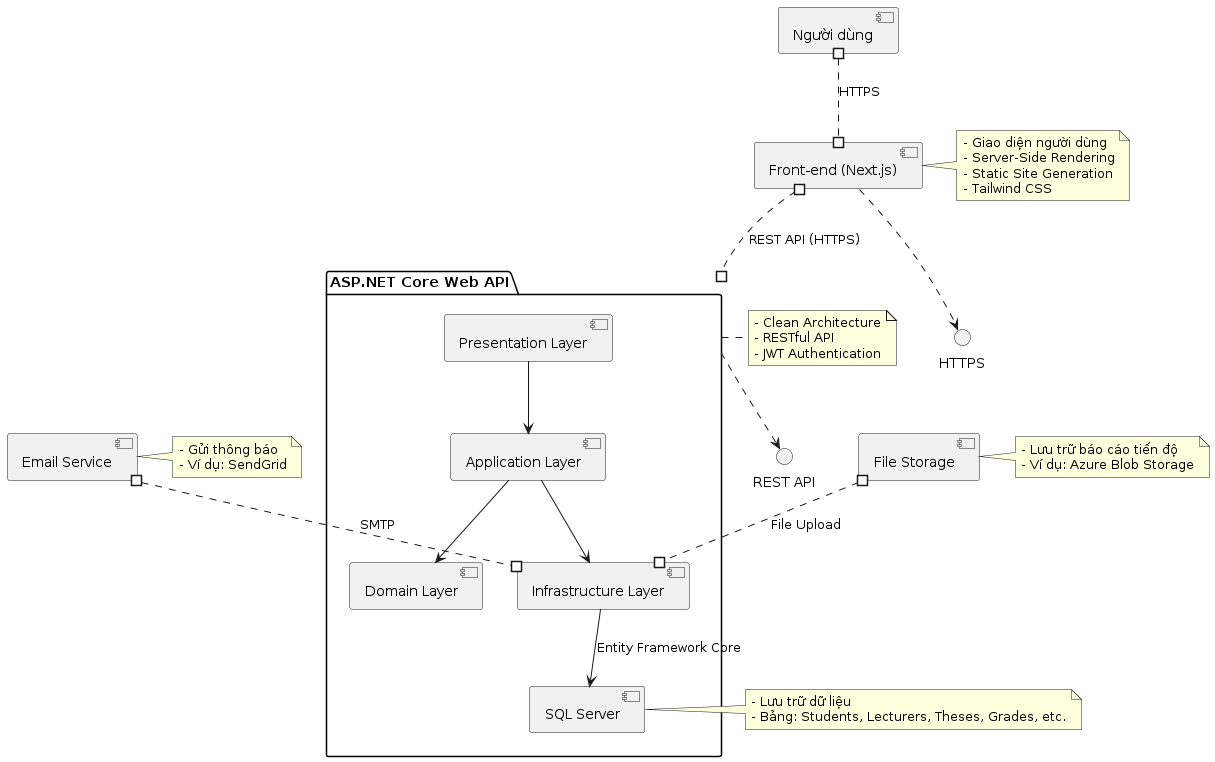 Người dùng
HTTPS
Front-end (Next.js)
- Giao diện người dùng
- Server-Side Rendering
- Static Site Generation
- Tailwind CSS
REST API (HTTPS)
ASP.NET Core Web API
Presentation Layer
- Clean Architecture
- RESTful API
- JWT Authentication
HTTPS
Email Service
- Gửi thông báo
- Ví dụ: SendGrid
Application Layer
REST API
File Storage
- Lưu trữ báo cáo tiến độ
- Ví dụ: Azure Blob Storage
SMTP
File Upload
Domain Layer
Infrastructure Layer
Entity Framework Core
SQL Server
- Lưu trữ dữ liệu
- Bảng: Students, Lecturers, Theses, Grades, etc.